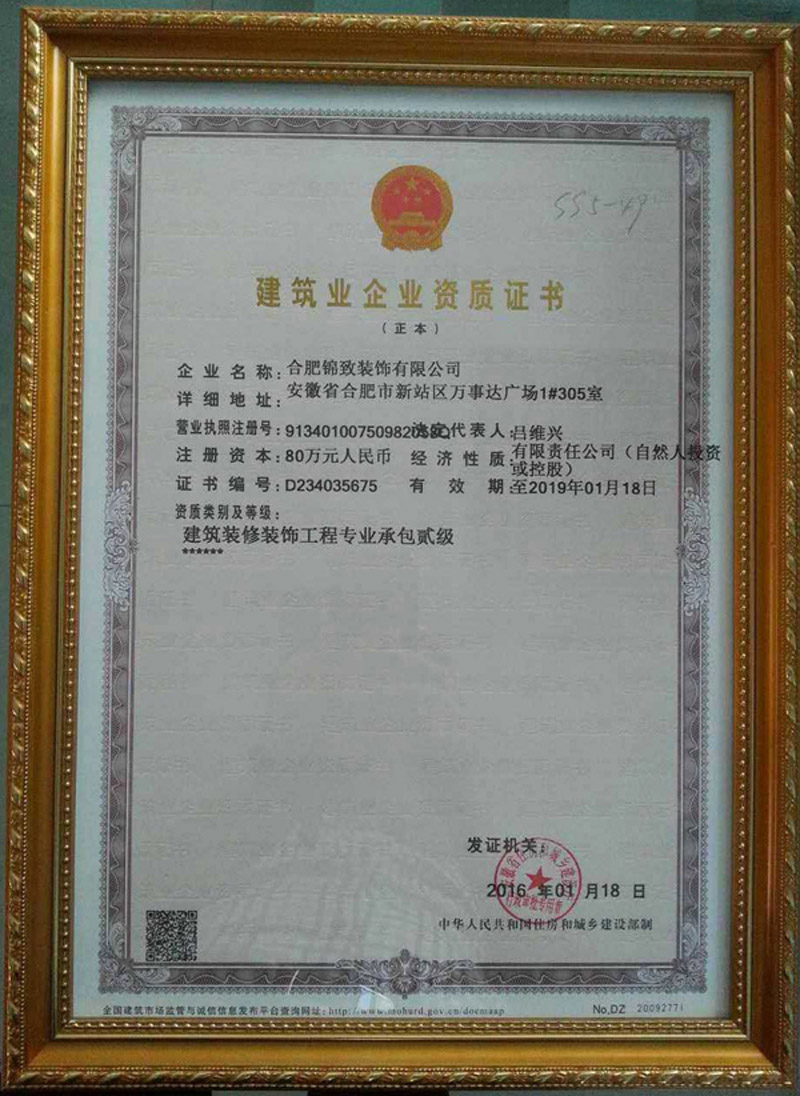 SS5-49
建筑业企业资质证书
（正本）
企业名称：合肥锦致装饰有限公司
详细地址：安徽省合肥市新站区万事达广场1#305室
营业执照注册号：法定代表人：吕维兴
注册资本：80万元人民币 经济性质：有限责任公司（自然人投资或控股）
证书编号：D234035675 有效期：至2019年01月18日
资质类别及等级：
建筑装修装饰工程专业承包贰级
******
发证机关：
2016年01月18日
中华人民共和国住房和城乡建设部制
全国建筑市场监管与诚信信息发布平台查询网址：http://www.mohurd.gov.cn/docmaap
No,DZ 20092771